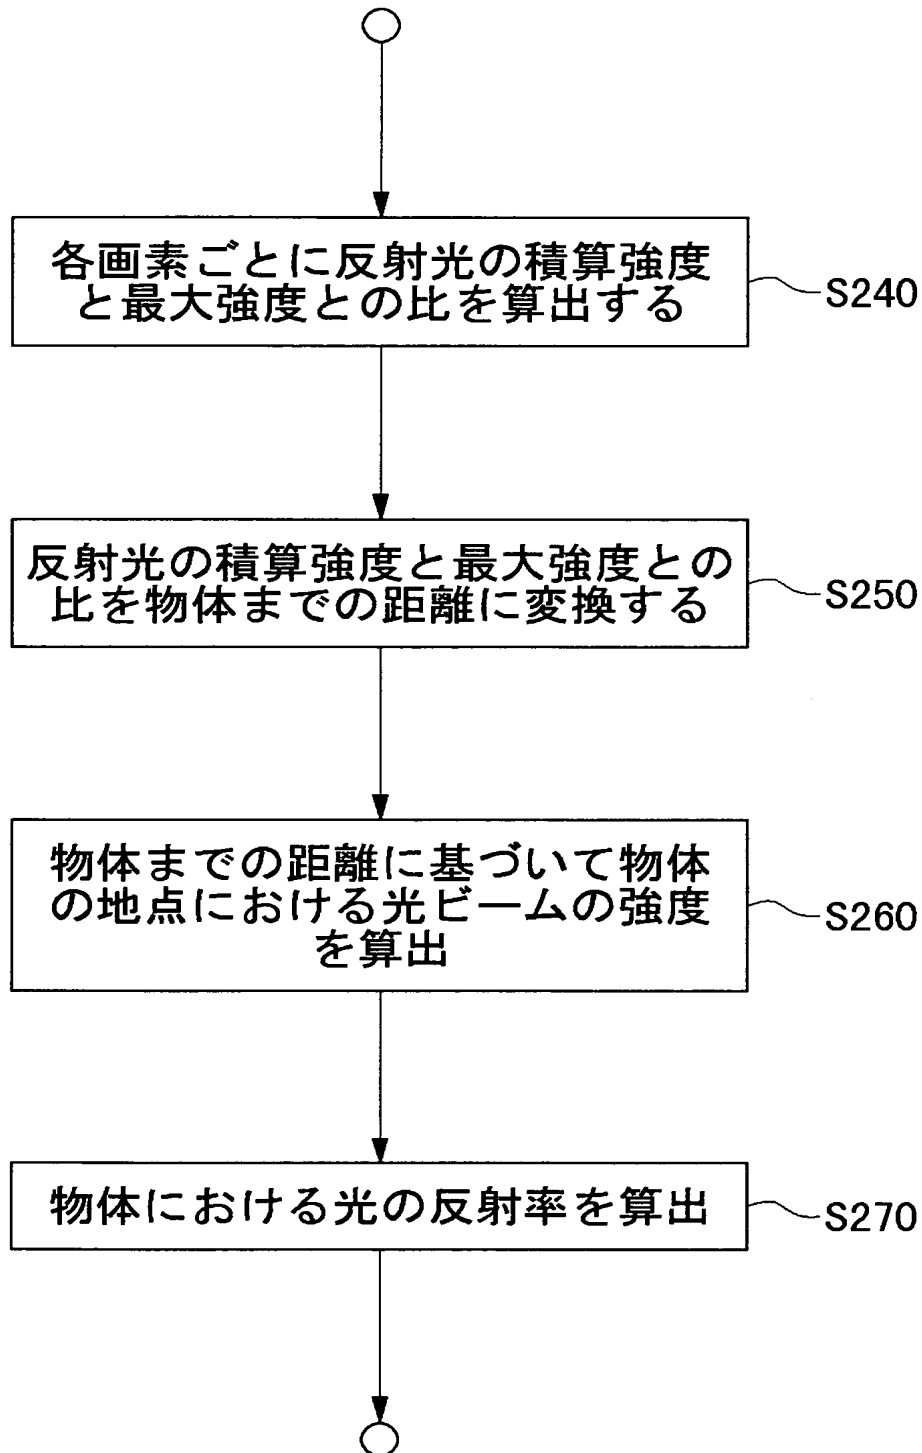 各画素ごとに反射光の積算強度
と最大強度との比を算出する
S240
反射光の積算強度と最大強度との
比を物体までの距離に変換する
S250
物体までの距離に基づいて物体
の地点における光ビームの強度
を算出
S260
物体における光の反射率を算出
S270